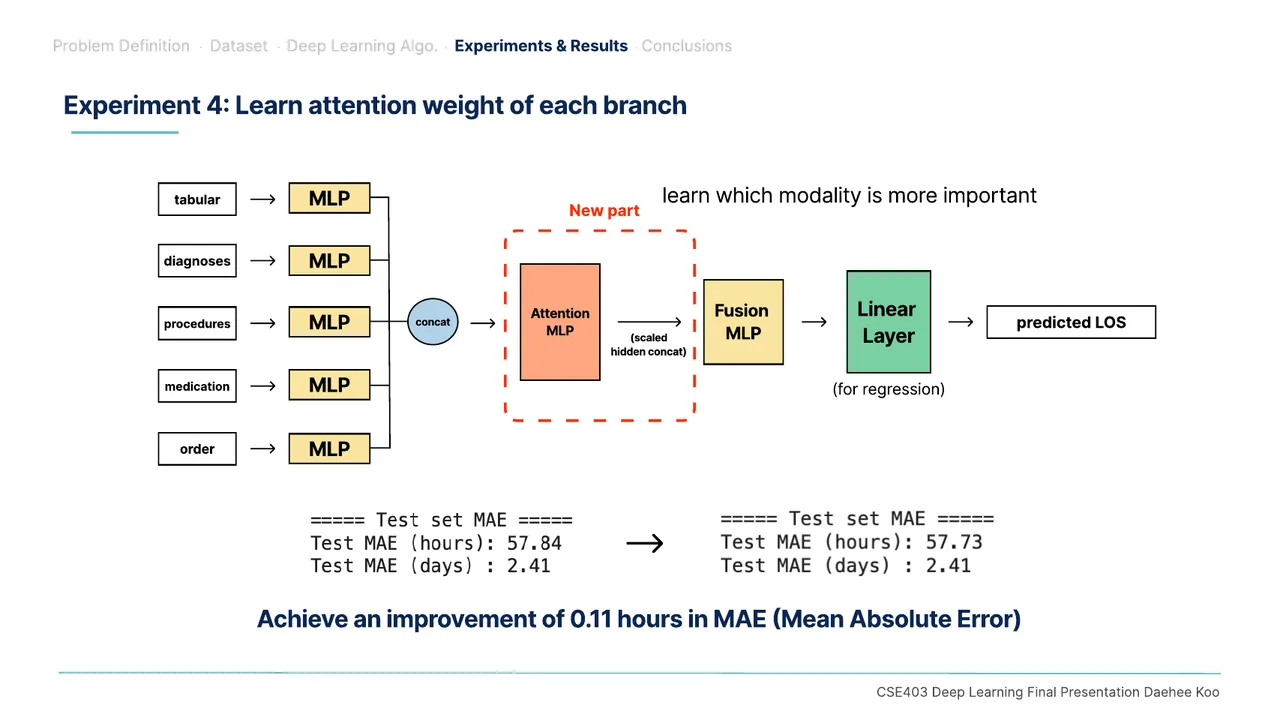 Problem Definition · Dataset · Deep Learning Algo. · Experiments & Results · Conclusions
Experiment 4: Learn attention weight of each branch
learn which modality is more important
New part
tabular
MLP
diagnoses
MLP
procedures
MLP
medication
MLP
order
MLP
concat
Attention
MLP
(scaled
hidden concat)
Fusion
MLP
Linear
Layer
(for regression)
predicted LOS
===== Test set MAE =====
Test MAE (hours): 57.84
Test MAE (days) : 2.41
===== Test set MAE =====
Test MAE (hours): 57.73
Test MAE (days) : 2.41
Achieve an improvement of 0.11 hours in MAE (Mean Absolute Error)
CSE403 Deep Learning Final Presentation Daehee Koo